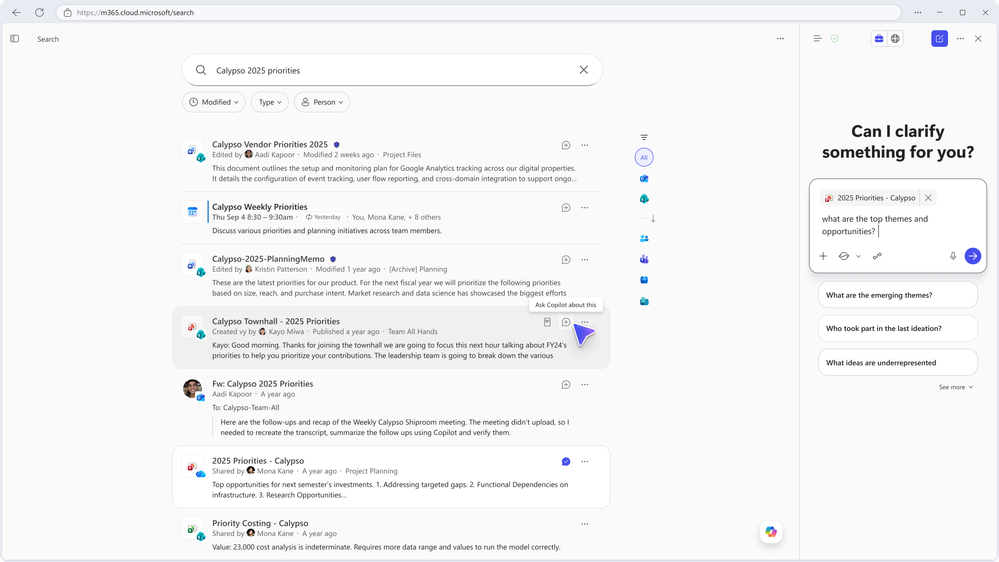 https://m365.cloud.microsoft/search
Search
Calypso 2025 priorities
Modified
Type
Person
Calypso Vendor Priorities 2025
Edited by Aadi Kapoor · Modified 2 weeks ago · Project Files
This document outlines the setup and monitoring plan for Google Analytics tracking across our digital properties.
It details the configuration of event tracking, user flow reporting, and cross-domain integration to support ongo...
All
Calypso Weekly Priorities
Thu Sep 4 8:30 – 9:30am · Yesterday · You, Mona Kane, + 8 others
Discuss various priorities and planning initiatives across team members.
Calypso-2025-PlanningMemo
Edited by Kristin Patterson · Modified 1 year ago · [Archive] Planning
These are the latest priorities for our product. For the next fiscal year we will prioritize the following priorities
based on size, reach, and purchase intent. Market research and data science has showcased the biggest efforts
Ask Copilot about this
Calypso Townhall - 2025 Priorities
Created vy by Kayo Miwa · Published a year ago · Team All Hands
Kayo: Good morning. Thanks for joining the townhall we are going to focus this next hour talking about FY24's
priorities to help you prioritize your contributions. The leadership team is going to break down the various
Fw: Calypso 2025 Priorities
Aadi Kapoor · A year ago
To: Calypso-Team-All
Here are the follow-ups and recap of the Weekly Calypso Shiproom meeting. The meeting didn't upload, so I
needed to recreate the transcript, summarize the follow ups using Copilot and verify them.
2025 Priorities - Calypso
Shared by Mona Kane · A year ago · Project Planning
Top opportunities for next semester's investments. 1. Addressing targeted gaps. 2. Functional Dependencies on
infrastructure. 3. Research Opportunities...
Priority Costing - Calypso
Shared by Mona Kane · A year ago
Value: 23,000 cost analysis is indeterminate. Requires more data range and values to run the model correctly.
Can I clarify
something for you?
2025 Priorities - Calypso
what are the top themes and
opportunities?
What are the emerging themes?
Who took part in the last ideation?
What ideas are underrepresented
See more